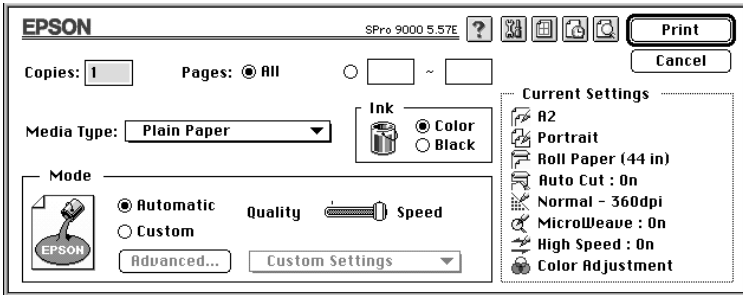 EPSON
SPro 9000 5.57E
?
Print
Cancel
Copies: 1
Pages: All
~
Media Type: Plain Paper
Ink
Color
Black
Mode
EPSON
Automatic
Custom
Quality
Speed
Advanced...
Custom Settings
Current Settings
A2
Portrait
Roll Paper (44 in)
Auto Cut : On
Normal - 360dpi
MicroWeave : On
High Speed : On
Color Adjustment